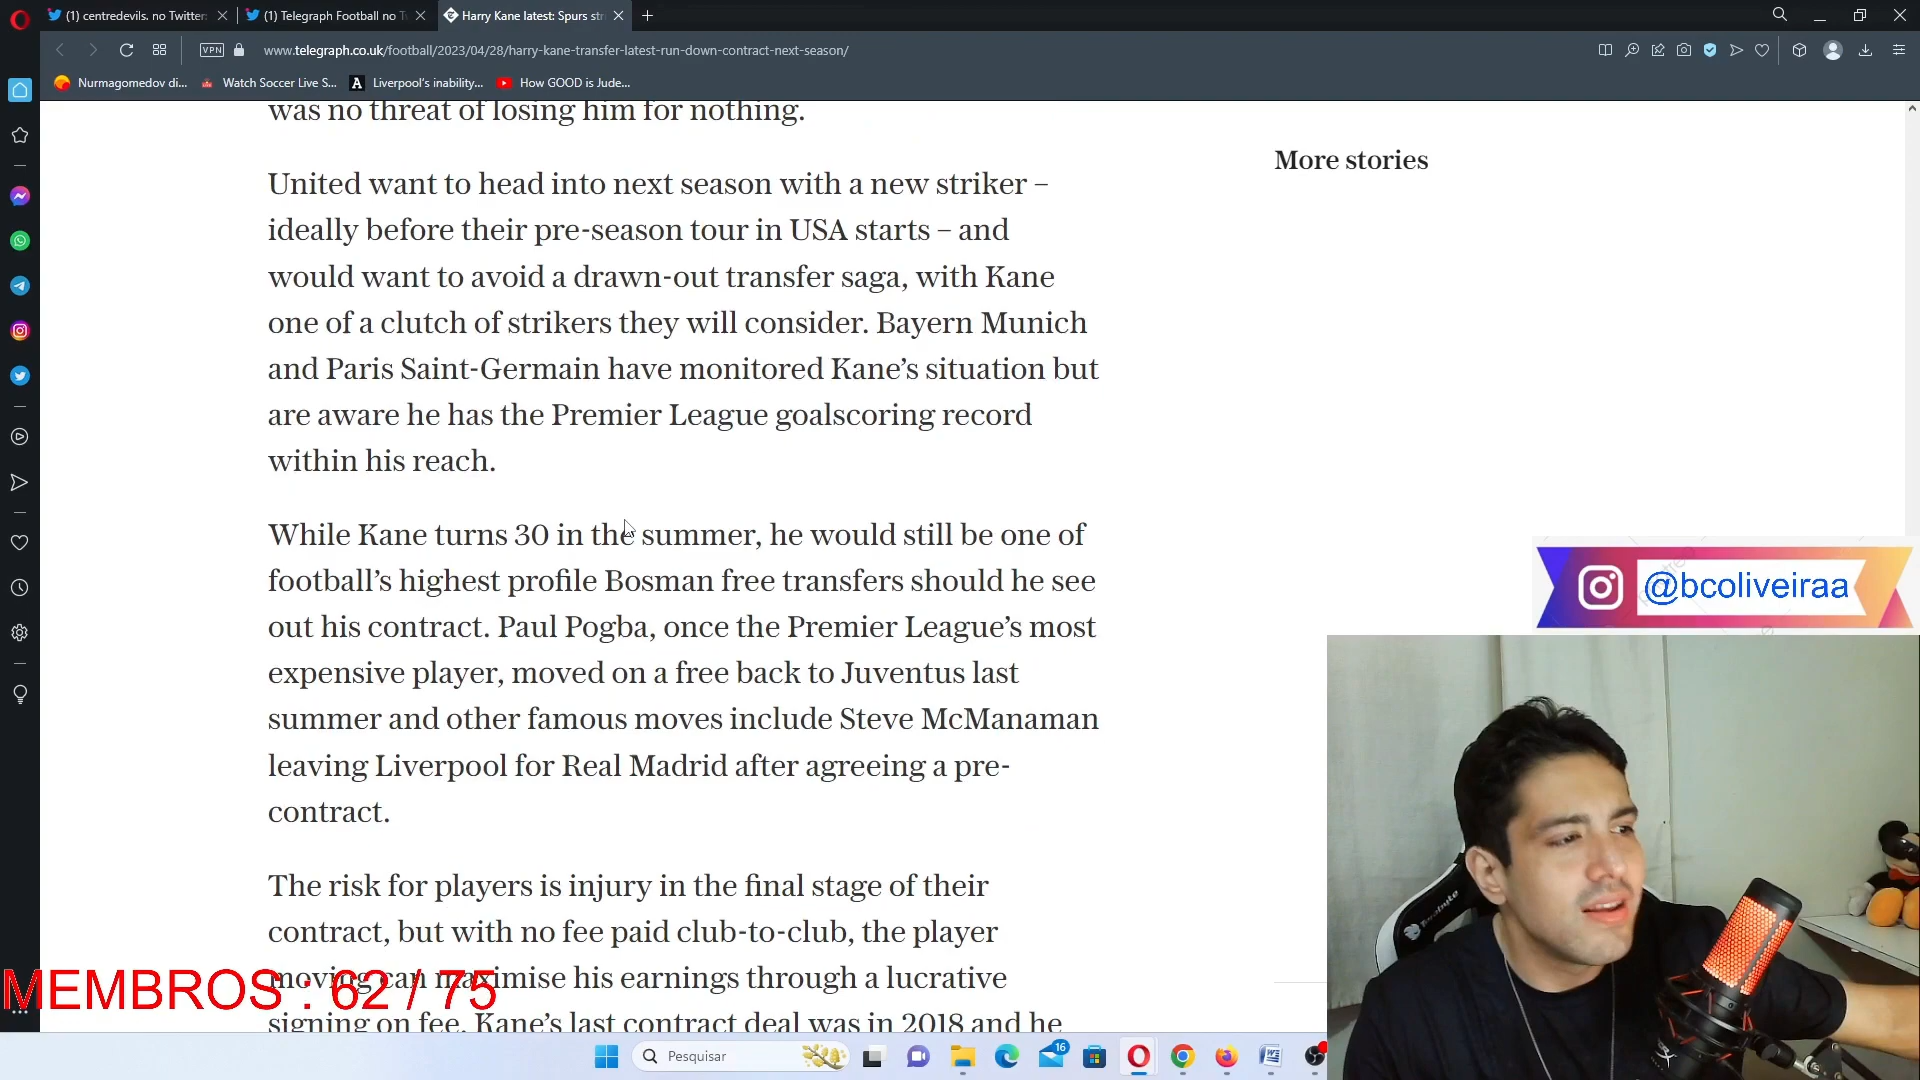 (1) centredevils. no Twitter:
(1) Telegraph Football no T
Harry Kane latest: Spurs str
VPN
www.telegraph.co.uk/football/2023/04/28/harry-kane-transfer-latest-run-down-contract-next-season/
Nurmagomedov di...
Watch Soccer Live S...
A
Liverpool's inability...
How GOOD is Jude...
was no threat of losing him for nothing.
More stories
United want to head into next season with a new striker –
ideally before their pre-season tour in USA starts – and
would want to avoid a drawn-out transfer saga, with Kane
one of a clutch of strikers they will consider. Bayern Munich
and Paris Saint-Germain have monitored Kane's situation but
are aware he has the Premier League goalscoring record
within his reach.
While Kane turns 30 in the summer, he would still be one of
football's highest profile Bosman free transfers should he see
out his contract. Paul Pogba, once the Premier League's most
expensive player, moved on a free back to Juventus last
summer and other famous moves include Steve McManaman
leaving Liverpool for Real Madrid after agreeing a pre-
contract.
@bcoliveiraa
The risk for players is injury in the final stage of their
contract, but with no fee paid club-to-club, the player
moving can maximise his earnings through a lucrative
MEMBROS : 62 / 75
signing on fee. Kane's last contract deal was in 2018 and he
Pesquisar
16